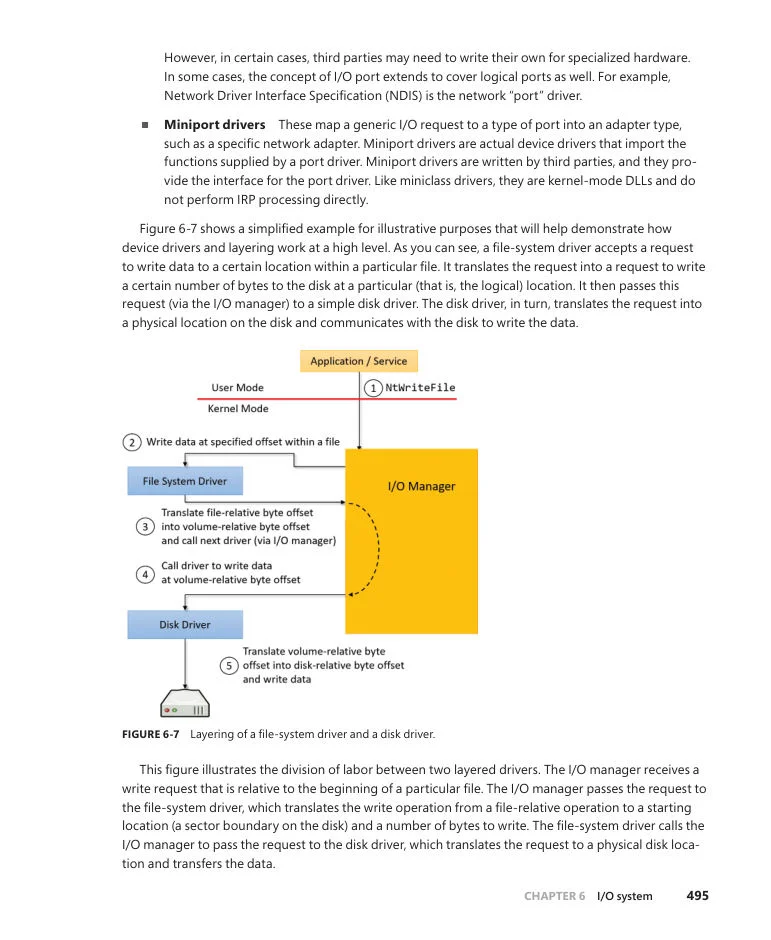 However, in certain cases, third parties may need to write their own for specialized hardware.
In some cases, the concept of I/O port extends to cover logical ports as well. For example,
Network Driver Interface Specification (NDIS) is the network “port” driver.
■ Miniport drivers These map a generic I/O request to a type of port into an adapter type,
such as a specific network adapter. Miniport drivers are actual device drivers that import the
functions supplied by a port driver. Miniport drivers are written by third parties, and they pro-
vide the interface for the port driver. Like miniclass drivers, they are kernel-mode DLLs and do
not perform IRP processing directly.
Figure 6-7 shows a simplified example for illustrative purposes that will help demonstrate how
device drivers and layering work at a high level. As you can see, a file-system driver accepts a request
to write data to a certain location within a particular file. It translates the request into a request to write
a certain number of bytes to the disk at a particular (that is, the logical) location. It then passes this
request (via the I/O manager) to a simple disk driver. The disk driver, in turn, translates the request into
a physical location on the disk and communicates with the disk to write the data.
Application / Service
User Mode
1 NtWriteFile
Kernel Mode
2 Write data at specified offset within a file
File System Driver
I/O Manager
Translate file-relative byte offset
3 into volume-relative byte offset
and call next driver (via I/O manager)
Call driver to write data
4 at volume-relative byte offset
Disk Driver
Translate volume-relative byte
5 offset into disk-relative byte offset
and write data
FIGURE 6-7 Layering of a file-system driver and a disk driver.
This figure illustrates the division of labor between two layered drivers. The I/O manager receives a
write request that is relative to the beginning of a particular file. The I/O manager passes the request to
the file-system driver, which translates the write operation from a file-relative operation to a starting
location (a sector boundary on the disk) and a number of bytes to write. The file-system driver calls the
I/O manager to pass the request to the disk driver, which translates the request to a physical disk loca-
tion and transfers the data.
CHAPTER 6 I/O system 495